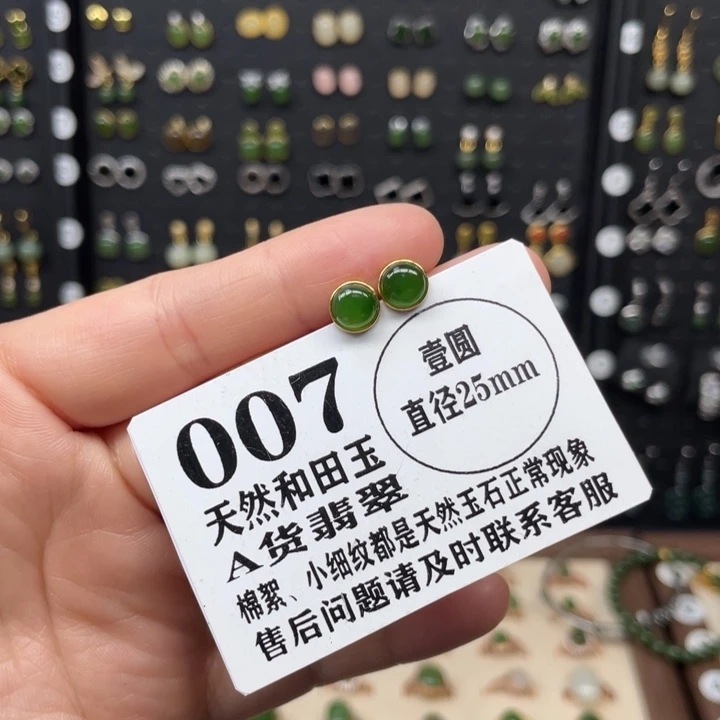 007
壹圆
直径25mm
天然和田玉
A货翡翠
棉絮、小细纹都是天然玉石正常现象
售后问题请及时联系客服